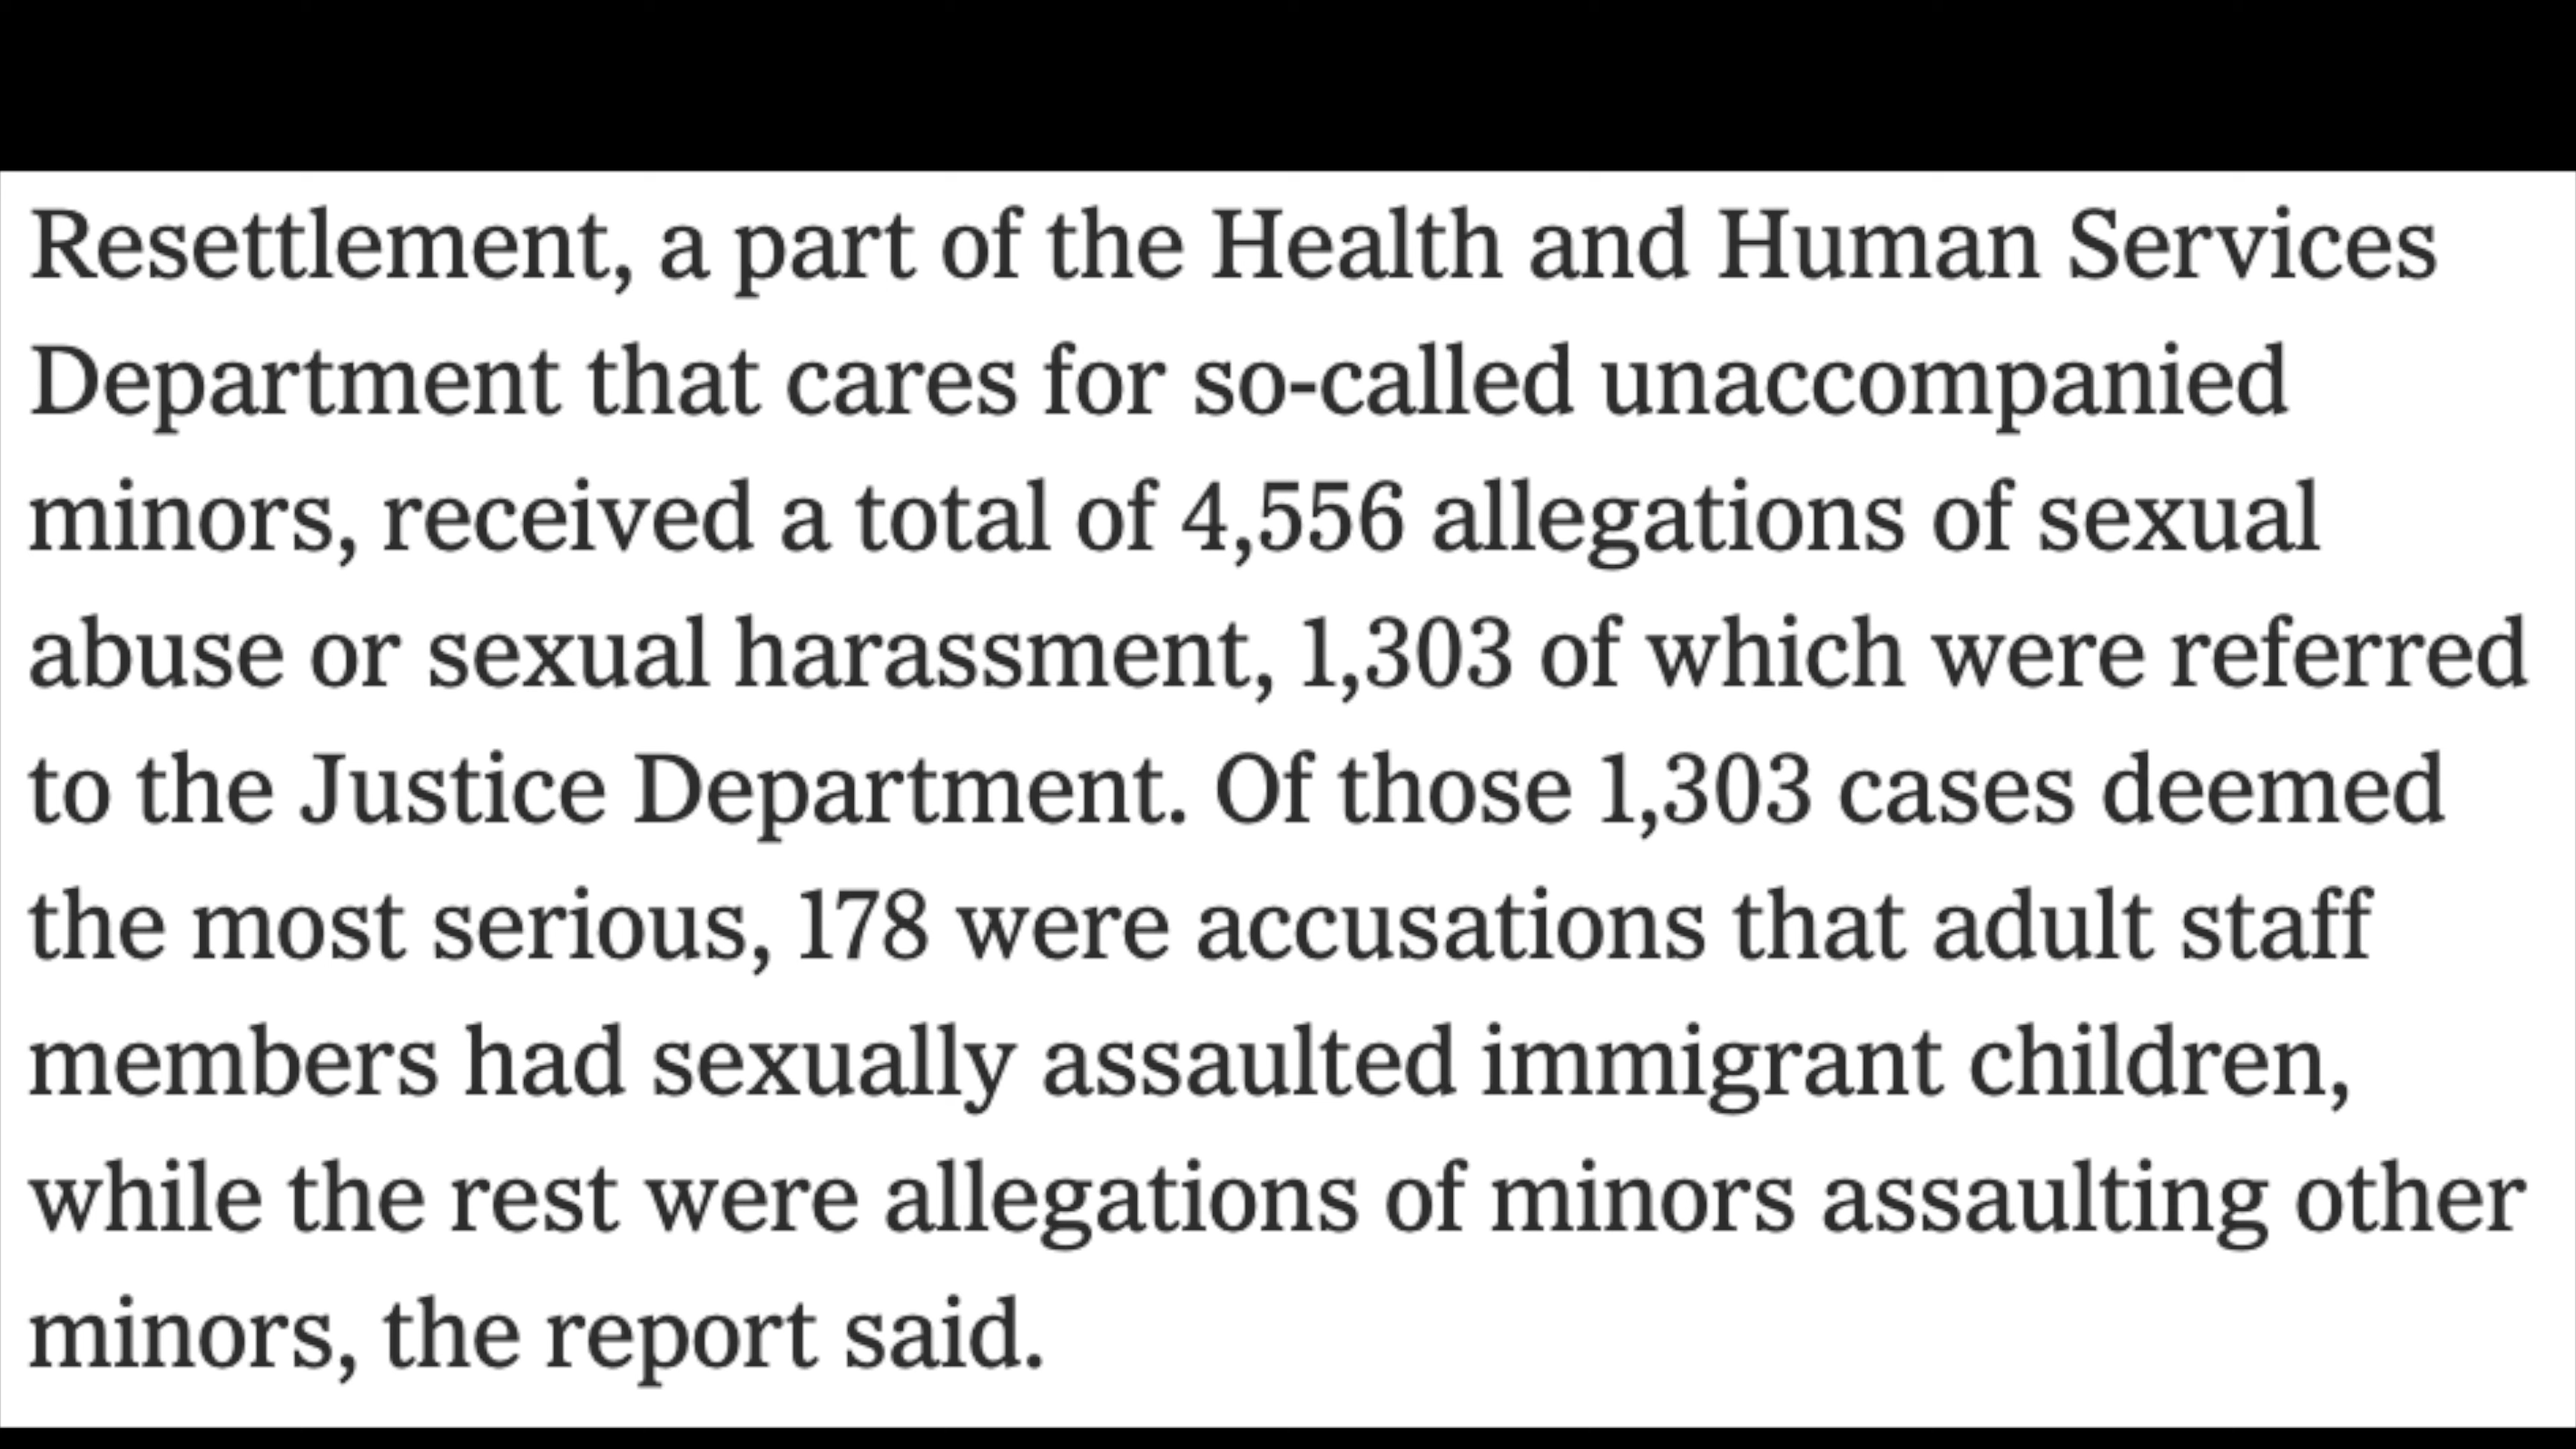 Resettlement, a part of the Health and Human Services
Department that cares for so-called unaccompanied
minors, received a total of 4,556 allegations of sexual
abuse or sexual harassment, 1,303 of which were referred
to the Justice Department. Of those 1,303 cases deemed
the most serious, 178 were accusations that adult staff
members had sexually assaulted immigrant children,
while the rest were allegations of minors assaulting other
minors, the report said.